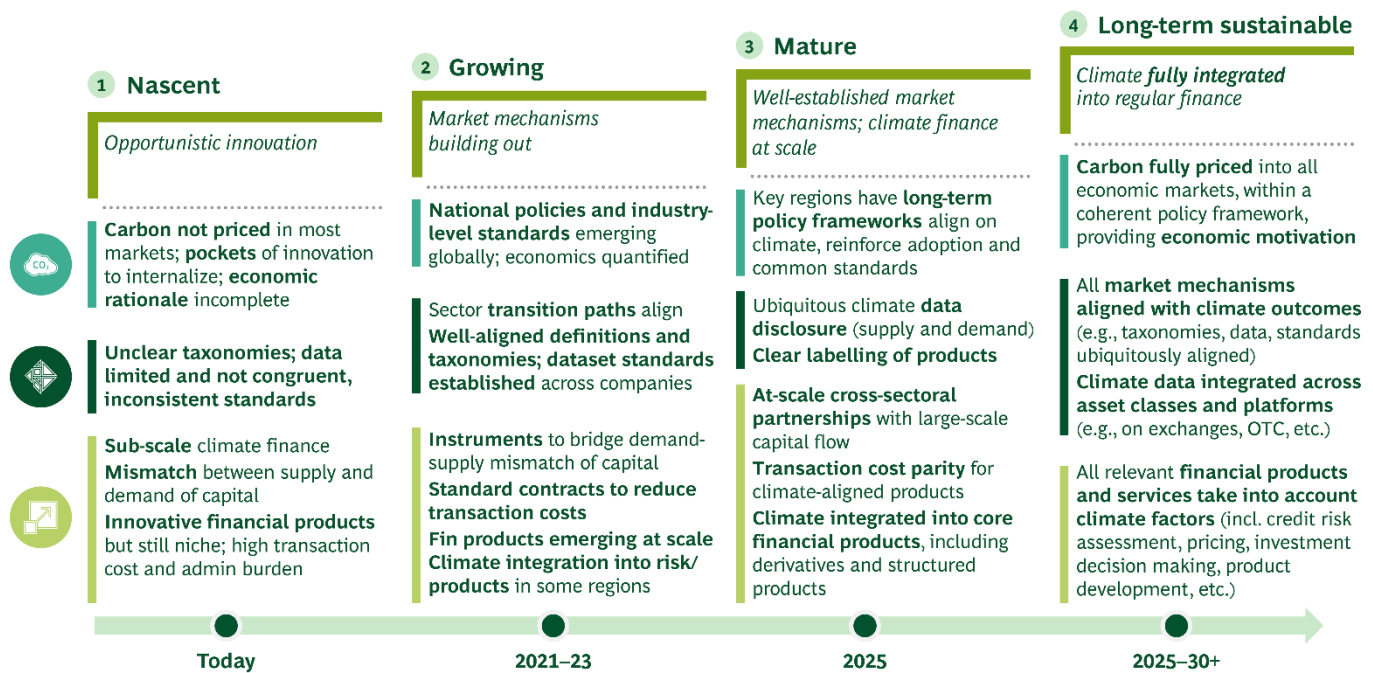 1 Nascent
Opportunistic innovation
CO₂
Carbon not priced in most
markets; pockets of innovation
to internalize; economic
rationale incomplete
Unclear taxonomies; data
limited and not congruent,
inconsistent standards
Sub-scale climate finance
Mismatch between supply and
demand of capital
Innovative financial products
but still niche; high transaction
cost and admin burden
Today
2 Growing
Market mechanisms
building out
National policies and industry-
level standards emerging
globally; economics quantified
Sector transition paths align
Well-aligned definitions and
taxonomies; dataset standards
established across companies
Instruments to bridge demand-
supply mismatch of capital
Standard contracts to reduce
transaction costs
Fin products emerging at scale
Climate integration into risk/
products in some regions
2021–23
3 Mature
Well-established market
mechanisms; climate finance
at scale
Key regions have long-term
policy frameworks align on
climate, reinforce adoption and
common standards
Ubiquitous climate data
disclosure (supply and demand)
Clear labelling of products
At-scale cross-sectoral
partnerships with large-scale
capital flow
Transaction cost parity for
climate-aligned products
Climate integrated into core
financial products, including
derivatives and structured
products
2025
4 Long-term sustainable
Climate fully integrated
into regular finance
Carbon fully priced into all
economic markets, within a
coherent policy framework,
providing economic motivation
All market mechanisms
aligned with climate outcomes
(e.g., taxonomies, data, standards
ubiquitously aligned)
Climate data integrated across
asset classes and platforms
(e.g., on exchanges, OTC, etc.)
All relevant financial products
and services take into account
climate factors (incl. credit risk
assessment, pricing, investment
decision making, product
development, etc.)
2025–30+